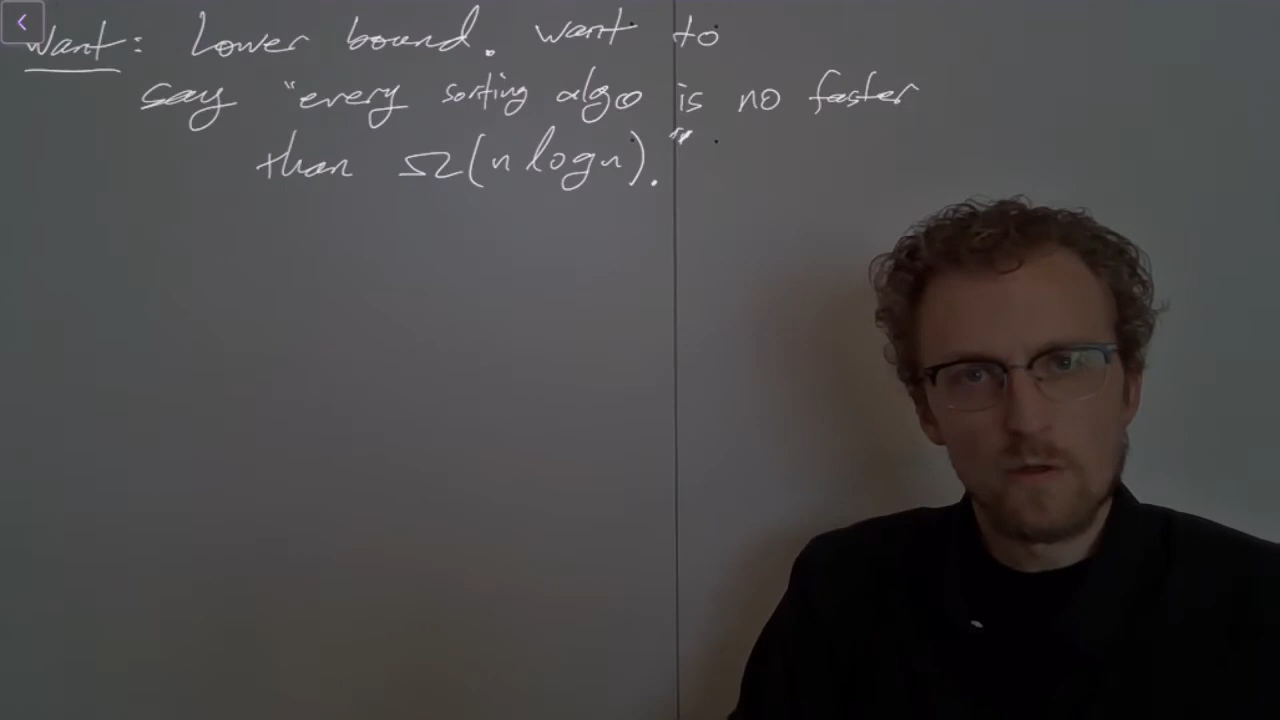 Want: Lower bound. Want to
say "every sorting algo is no faster
than Ω(n log n)."